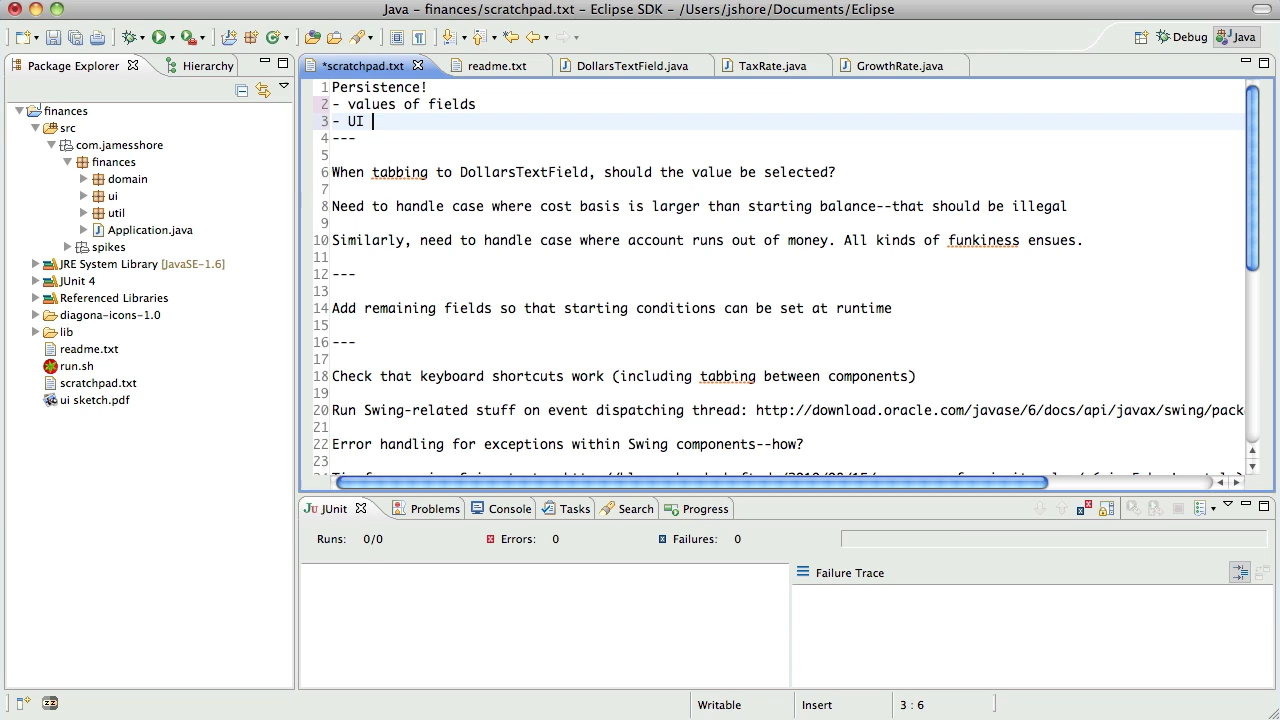 Java - finances/scratchpad.txt - Eclipse SDK - /Users/jshore/Documents/Eclipse
Debug
Java
Package Explorer
Hierarchy
finances
src
com.jamesshore
finances
domain
ui
util
Application.java
spikes
JRE System Library [JavaSE-1.6]
JUnit 4
Referenced Libraries
diagona-icons-1.0
lib
readme.txt
run.sh
scratchpad.txt
ui sketch.pdf
*scratchpad.txt
readme.txt
DollarsTextField.java
TaxRate.java
GrowthRate.java
1 Persistence!
2 - values of fields
3 - UI
4 ---
5
6 When tabbing to DollarsTextField, should the value be selected?
7
8 Need to handle case where cost basis is larger than starting balance--that should be illegal
9
10 Similarly, need to handle case where account runs out of money. All kinds of funkiness ensues.
11
12 ---
13
14 Add remaining fields so that starting conditions can be set at runtime
15
16 ---
17
18 Check that keyboard shortcuts work (including tabbing between components)
19
20 Run Swing-related stuff on event dispatching thread: http://download.oracle.com/javase/6/docs/api/javax/swing/pack
21
22 Error handling for exceptions within Swing components--how?
23
JUnit
Problems
Console
Tasks
Search
Progress
Runs: 0/0
Errors: 0
Failures: 0
Failure Trace
Writable
Insert
3 : 6